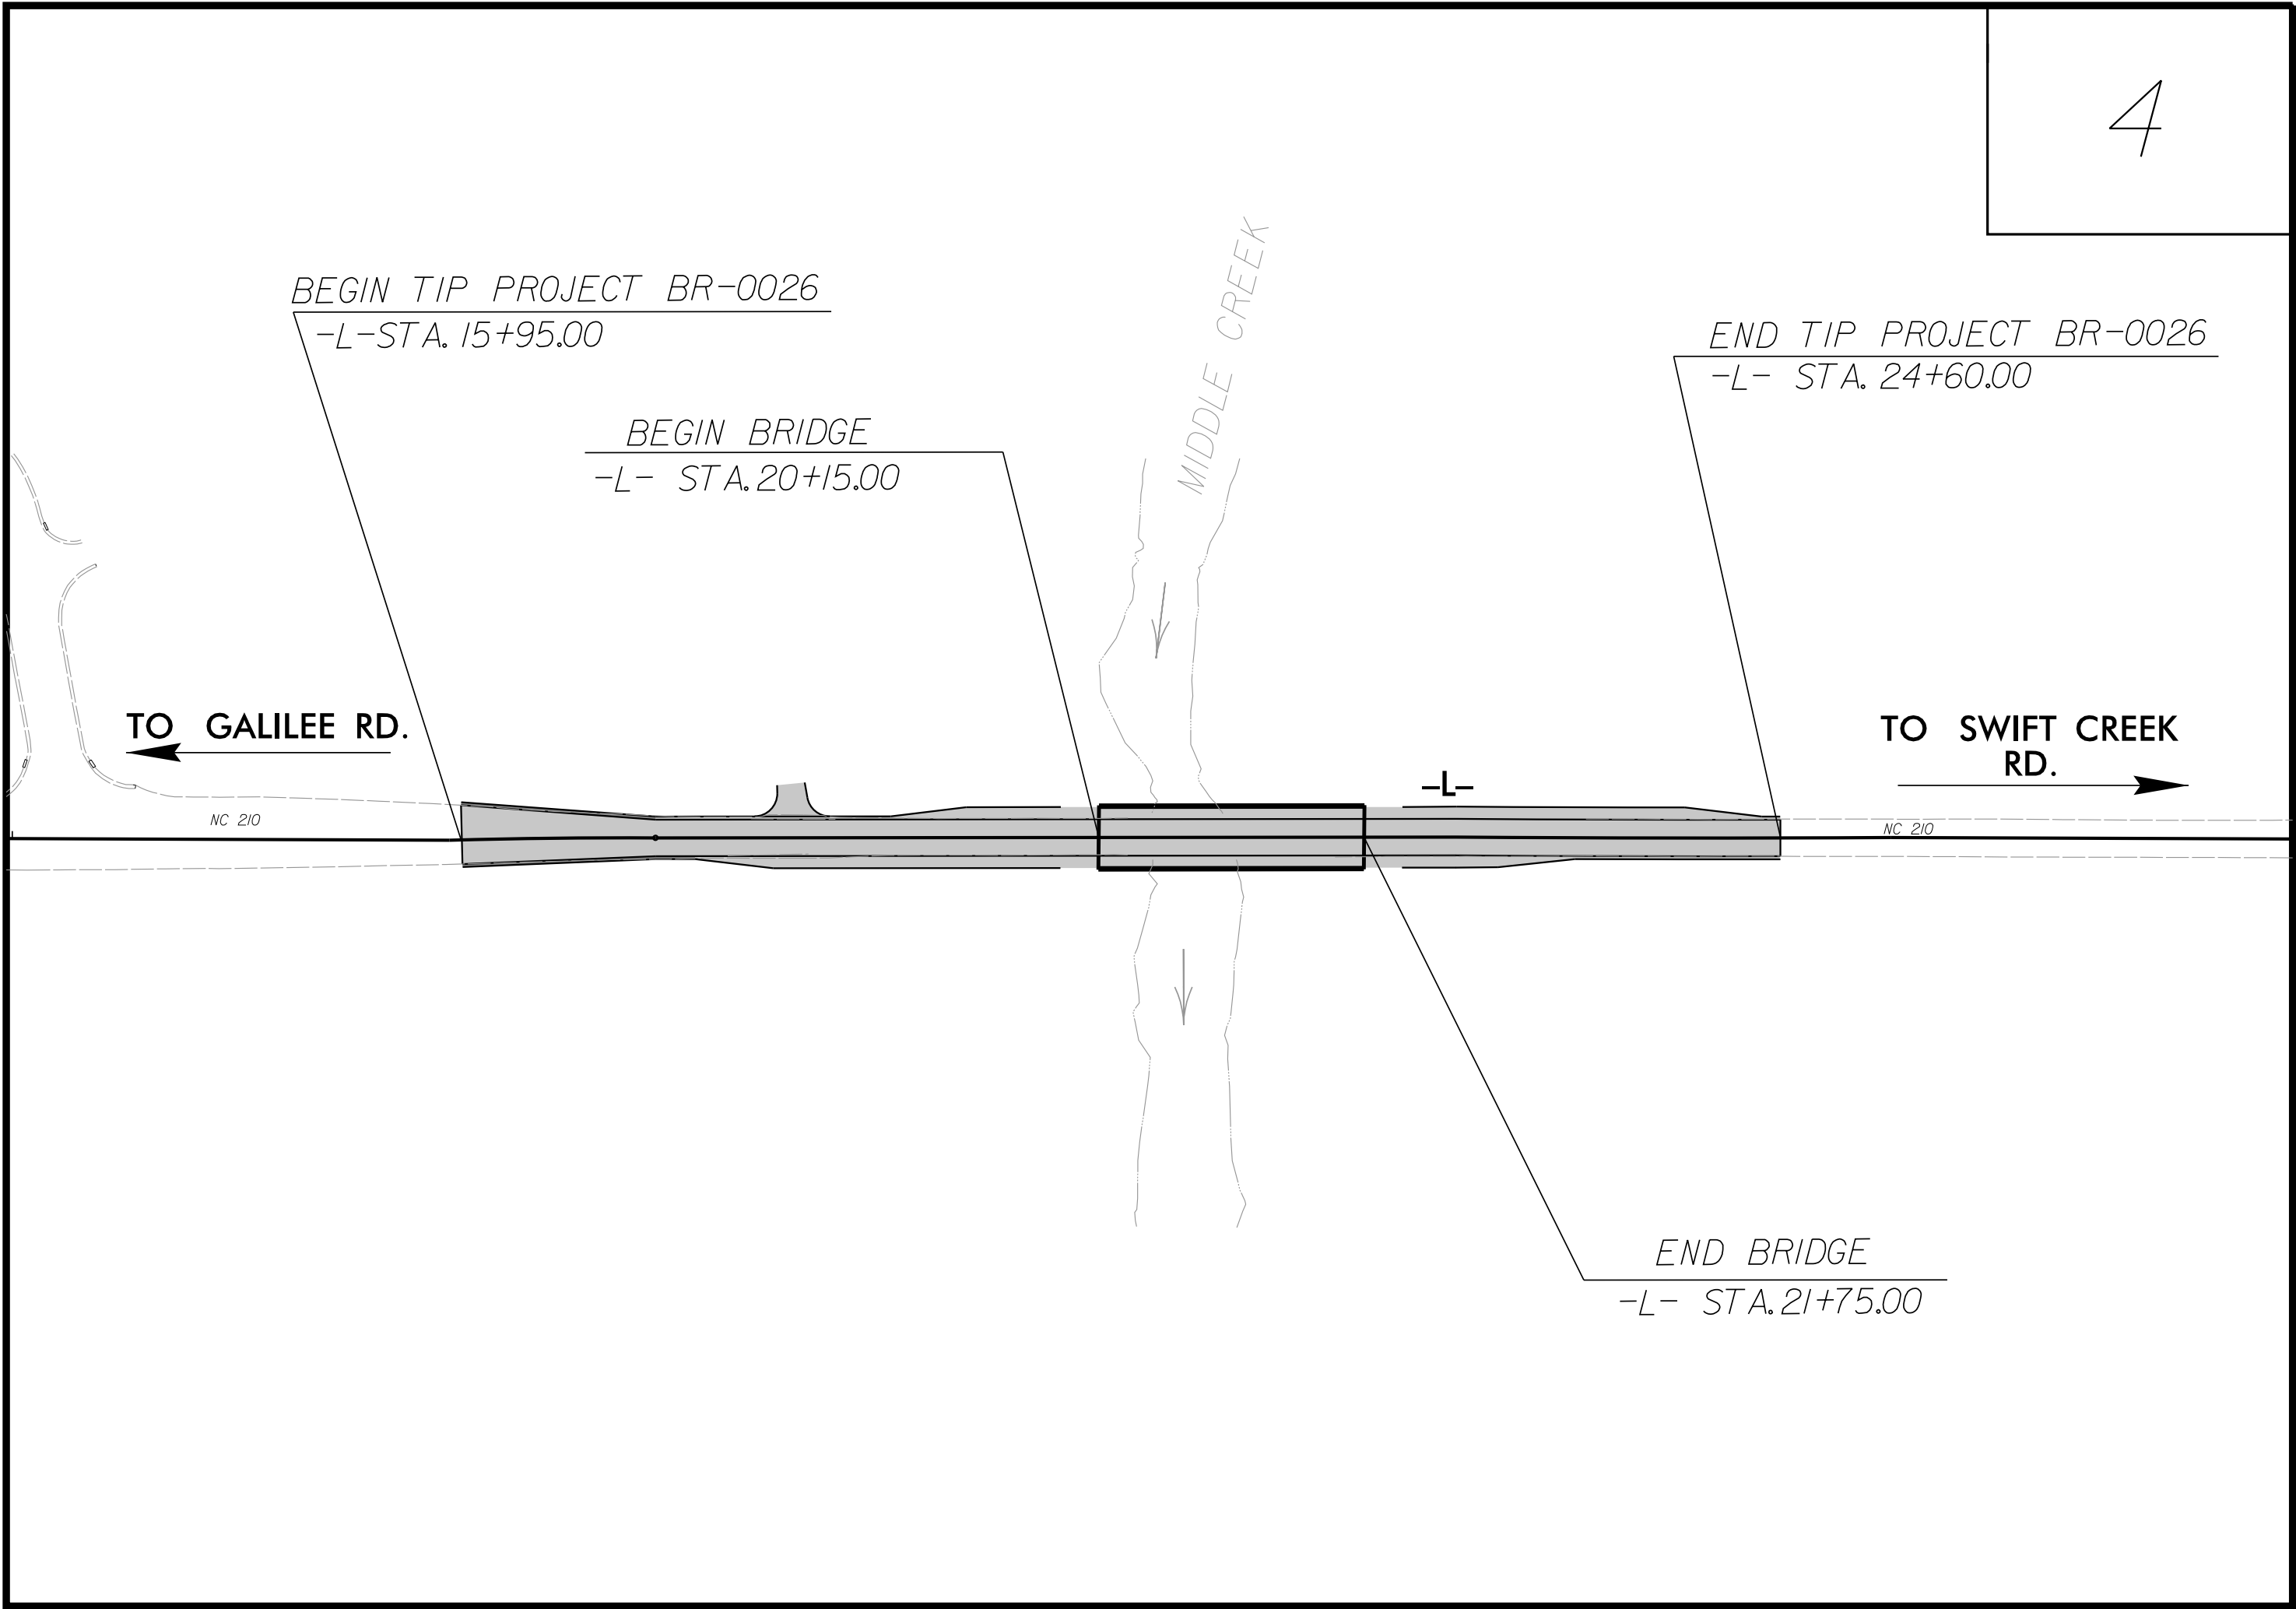 4
BEGIN TIP PROJECT BR-0026
-L-STA. 15+95.00
END TIP PROJECT BR-0026
-L- STA. 24+60.00
BEGIN BRIDGE
-L- STA. 20+15.00
MIDDLE CREEK
TO GALILEE RD.
TO SWIFT CREEK
RD.
-L-
NC 210
NC 210
END BRIDGE
-L- STA. 21+75.00